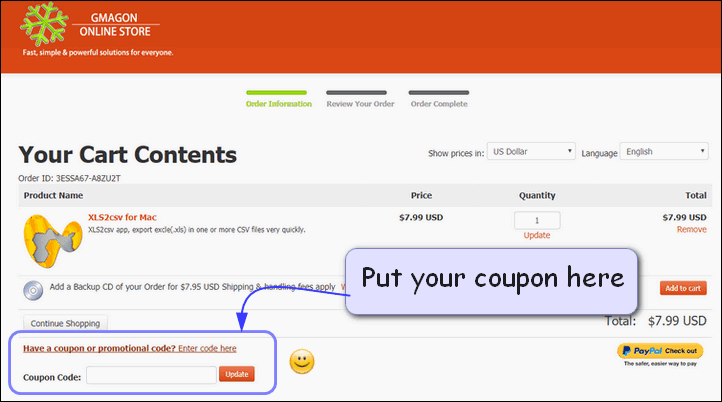 GMAGON
ONLINE STORE
Fast, simple & powerful solutions for everyone.
Order Information
Review Your Order
Order Complete
Your Cart Contents
Show prices in: US Dollar Language English
Order ID: 3ESSA67-A8ZU2T
Product Name Price Quantity Total
XLS2csv for Mac $7.99 USD 1 $7.99 USD
XLS2csv app, export excle(.xls) in one or more CSV files very quickly.
Update Remove
Put your coupon here
Add a Backup CD of your Order for $7.95 USD Shipping & handling fees apply
Add to cart
Continue Shopping
Total: $7.99 USD
Have a coupon or promotional code? Enter code here
Coupon Code: Update
PayPal Check out
The safer, easier way to pay